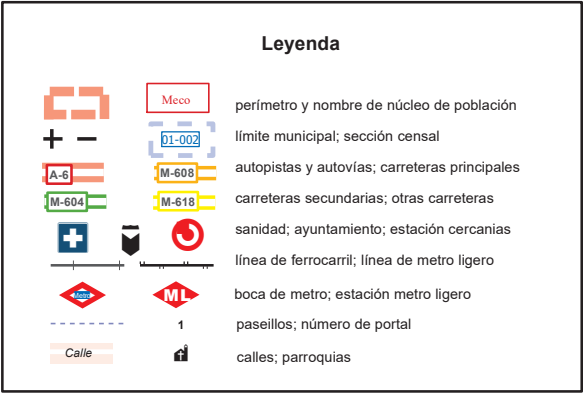 Leyenda
Meco
perímetro y nombre de núcleo de población
01-002
límite municipal; sección censal
A-6
M-608
autopistas y autovías; carreteras principales
M-604
M-618
carreteras secundarias; otras carreteras
sanidad; ayuntamiento; estación cercanias
línea de ferrocarril; línea de metro ligero
Metro
ML
boca de metro; estación metro ligero
1
paseillos; número de portal
Calle
calles; parroquias